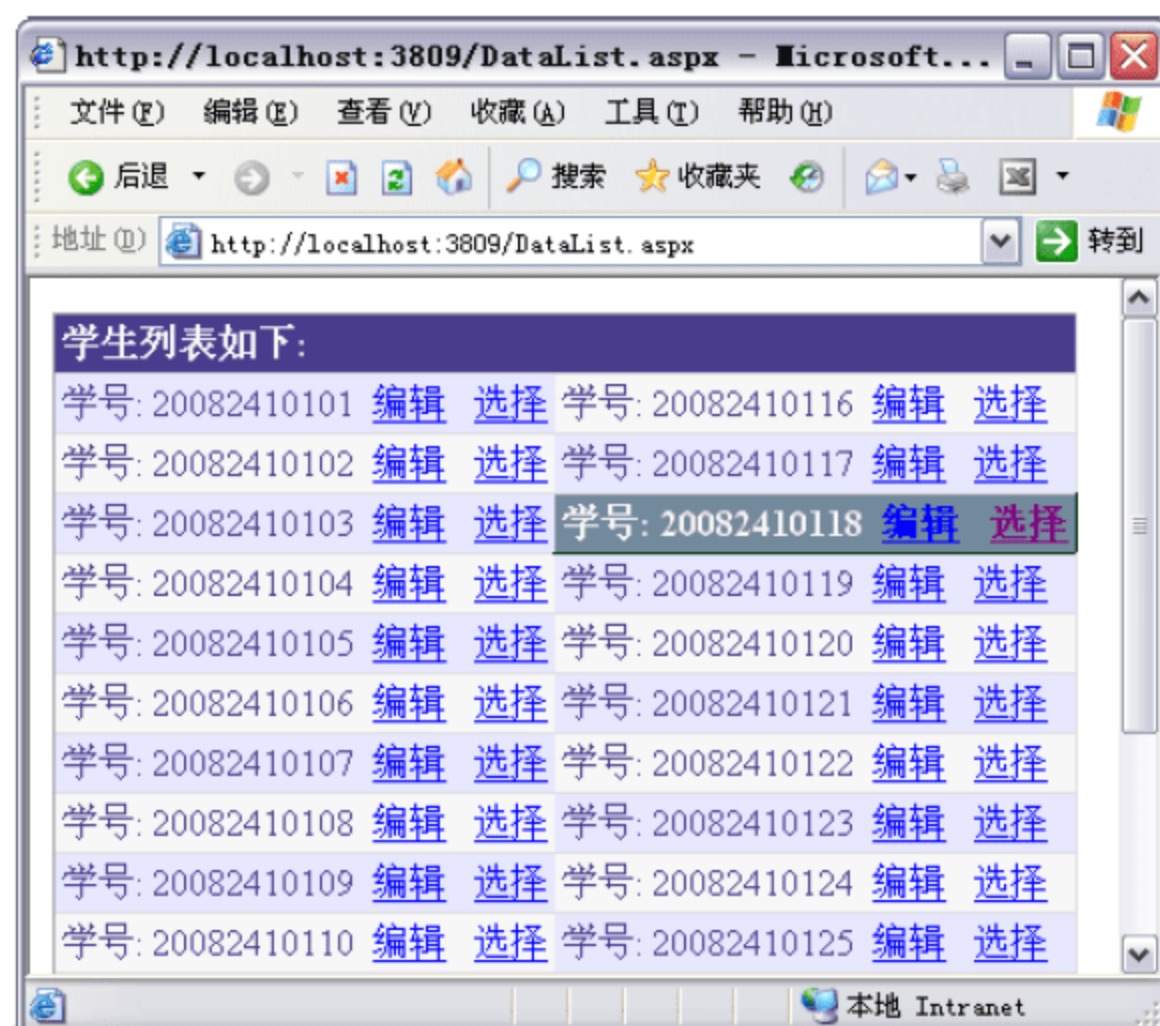 http://localhost:3809/DataList.aspx - Microsoft...
文件(F) 编辑(E) 查看(V) 收藏(A) 工具(T) 帮助(H)
后退 搜索 收藏夹
地址(D) http://localhost:3809/DataList.aspx 转到
学生列表如下:
学号: 20082410101 编辑 选择 学号: 20082410116 编辑 选择
学号: 20082410102 编辑 选择 学号: 20082410117 编辑 选择
学号: 20082410103 编辑 选择 学号: 20082410118 编辑 选择
学号: 20082410104 编辑 选择 学号: 20082410119 编辑 选择
学号: 20082410105 编辑 选择 学号: 20082410120 编辑 选择
学号: 20082410106 编辑 选择 学号: 20082410121 编辑 选择
学号: 20082410107 编辑 选择 学号: 20082410122 编辑 选择
学号: 20082410108 编辑 选择 学号: 20082410123 编辑 选择
学号: 20082410109 编辑 选择 学号: 20082410124 编辑 选择
学号: 20082410110 编辑 选择 学号: 20082410125 编辑 选择
本地 Intranet